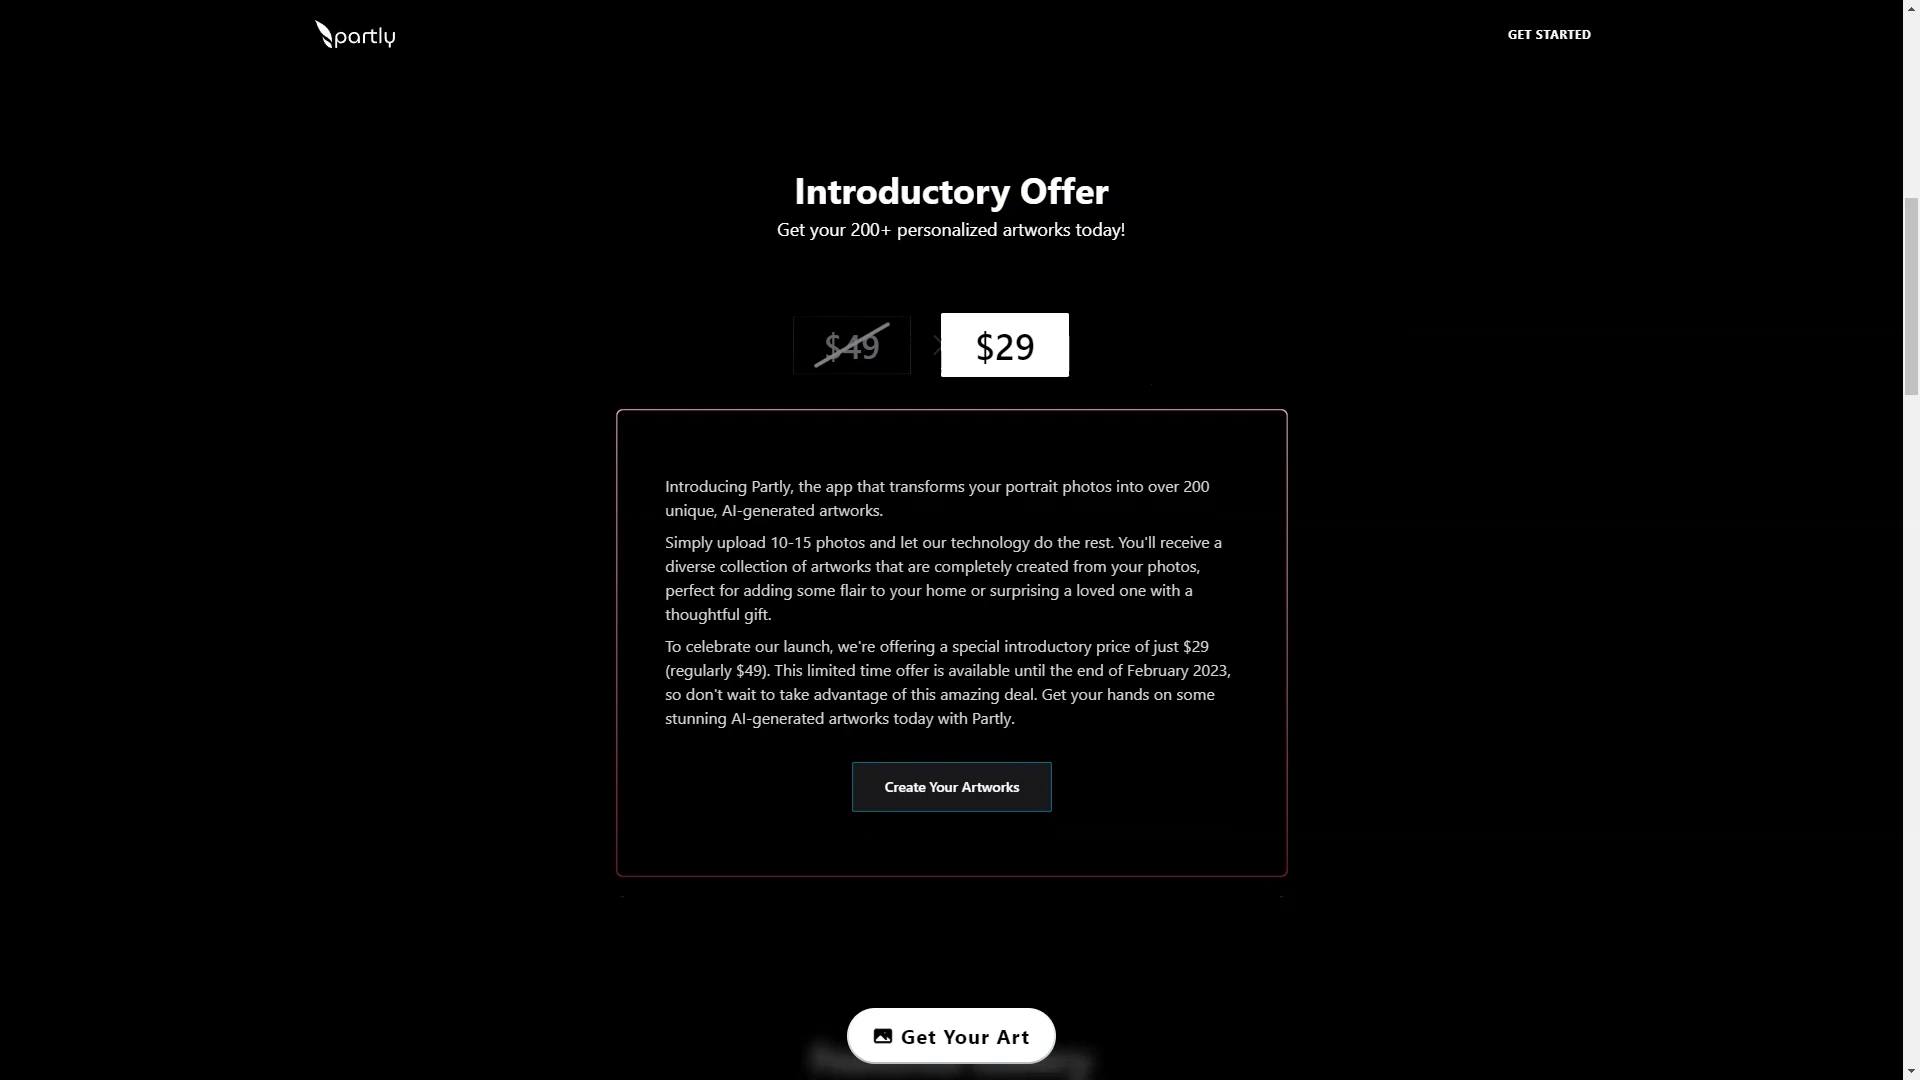 partly
GET STARTED
Introductory Offer
Get your 200+ personalized artworks today!
$49
$29
Introducing Partly, the app that transforms your portrait photos into over 200
unique, AI-generated artworks.
Simply upload 10-15 photos and let our technology do the rest. You'll receive a
diverse collection of artworks that are completely created from your photos,
perfect for adding some flair to your home or surprising a loved one with a
thoughtful gift.
To celebrate our launch, we're offering a special introductory price of just $29
(regularly $49). This limited time offer is available until the end of February 2023,
so don't wait to take advantage of this amazing deal. Get your hands on some
stunning AI-generated artworks today with Partly.
Create Your Artworks
Get Your Art